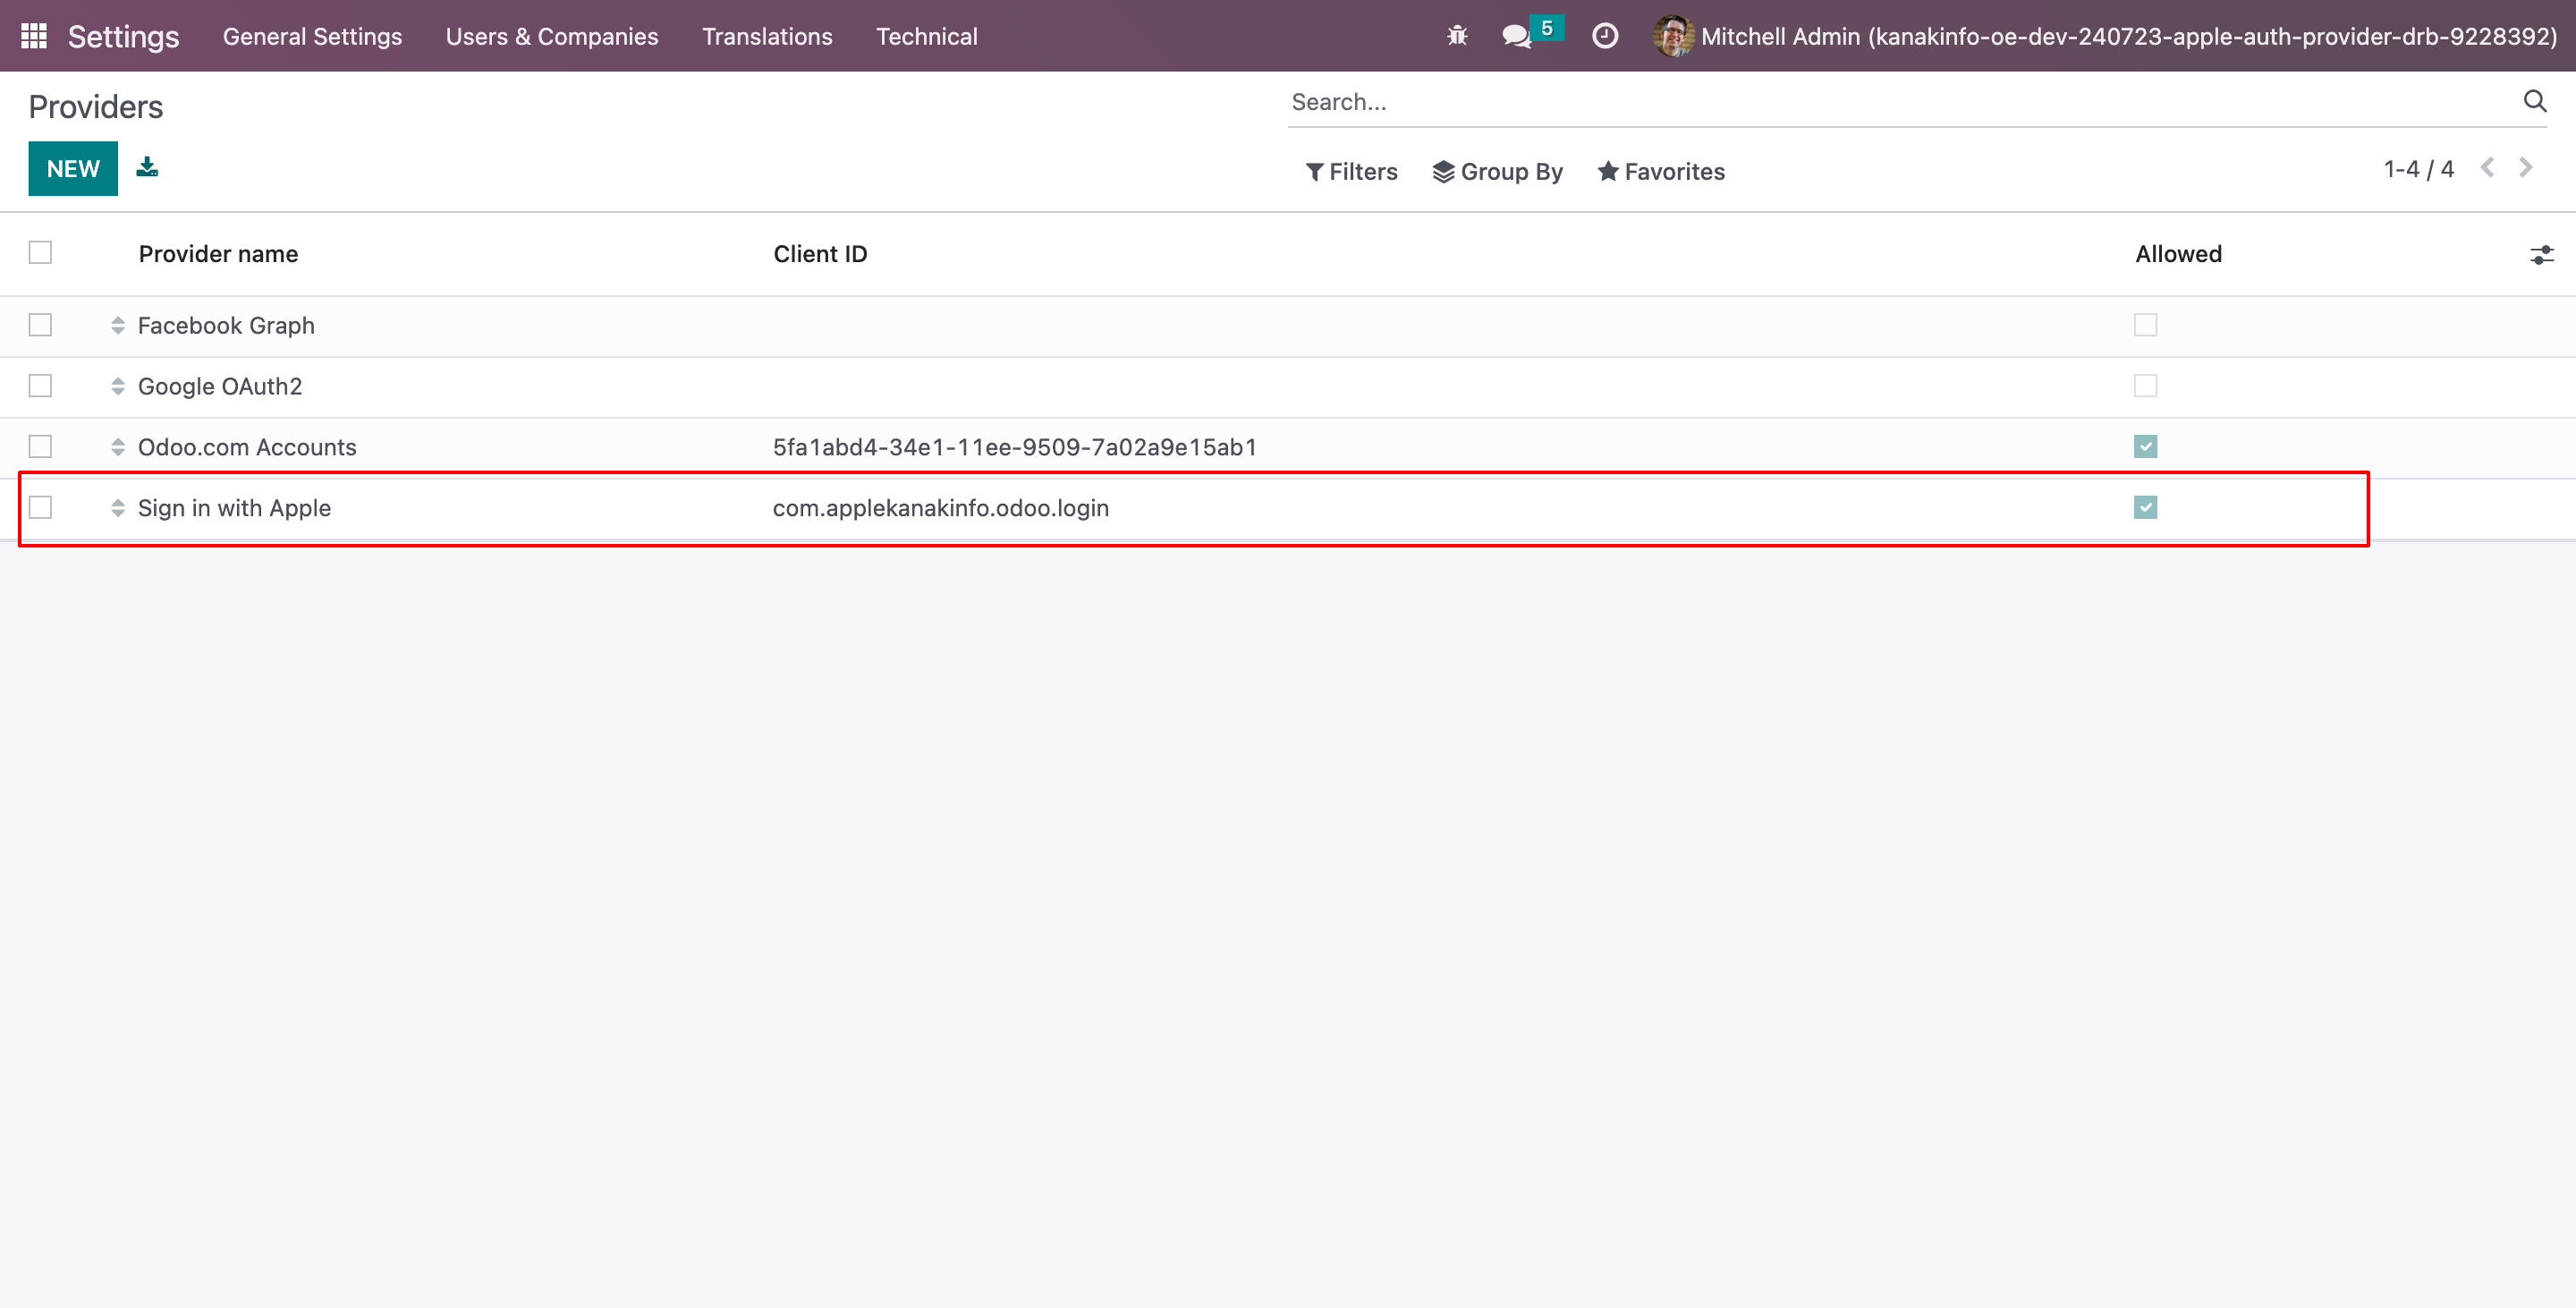 Settings General Settings Users & Companies Translations Technical 5 Mitchell Admin (kanakinfo-oe-dev-240723-apple-auth-provider-drb-9228392)
Providers Search...
NEW Filters Group By Favorites 1-4 / 4
Provider name Client ID Allowed
Facebook Graph
Google OAuth2
Odoo.com Accounts 5fa1abd4-34e1-11ee-9509-7a02a9e15ab1
Sign in with Apple com.applekanakinfo.odoo.login